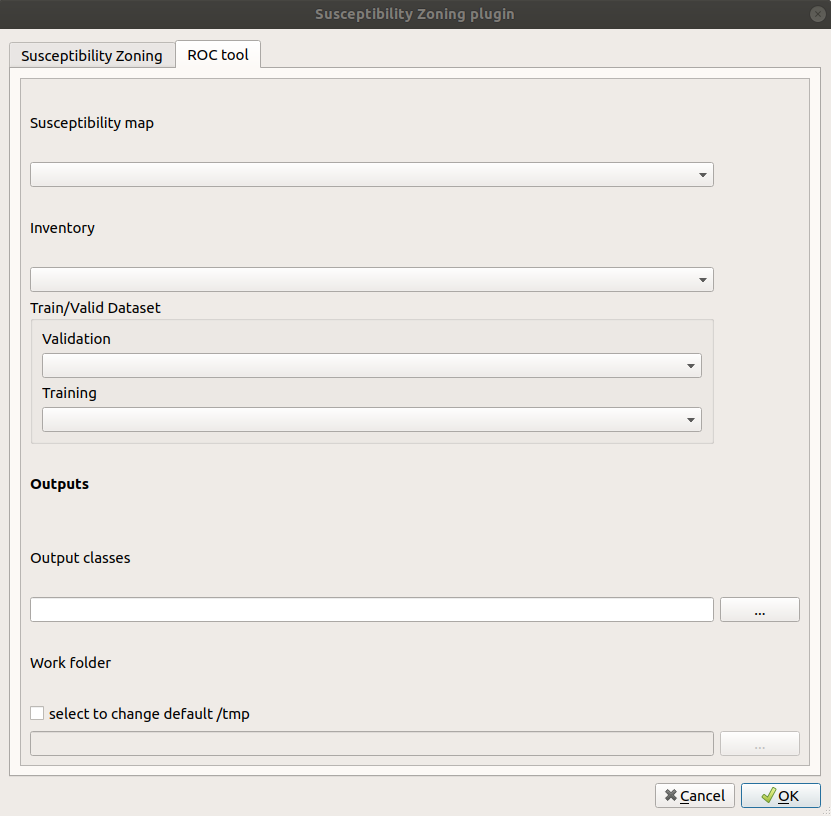 Susceptibility Zoning plugin
Susceptibility Zoning
ROC tool
Susceptibility map
Inventory
Train/Valid Dataset
Validation
Training
Outputs
Output classes
...
Work folder
select to change default /tmp
...
Cancel
OK